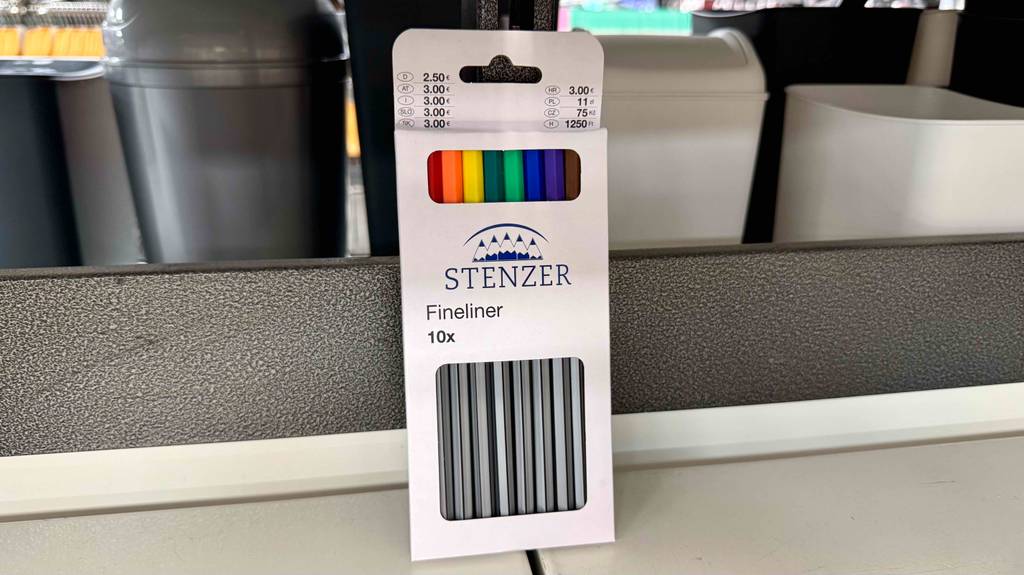 D 2.50€
AT 3.00€
I 3.00€
SLO 3.00€
SK 3.00€
HR 3.00€
PL 11 zł
CZ 75 Kč
H 1250 Ft
STENZER
Fineliner
10x